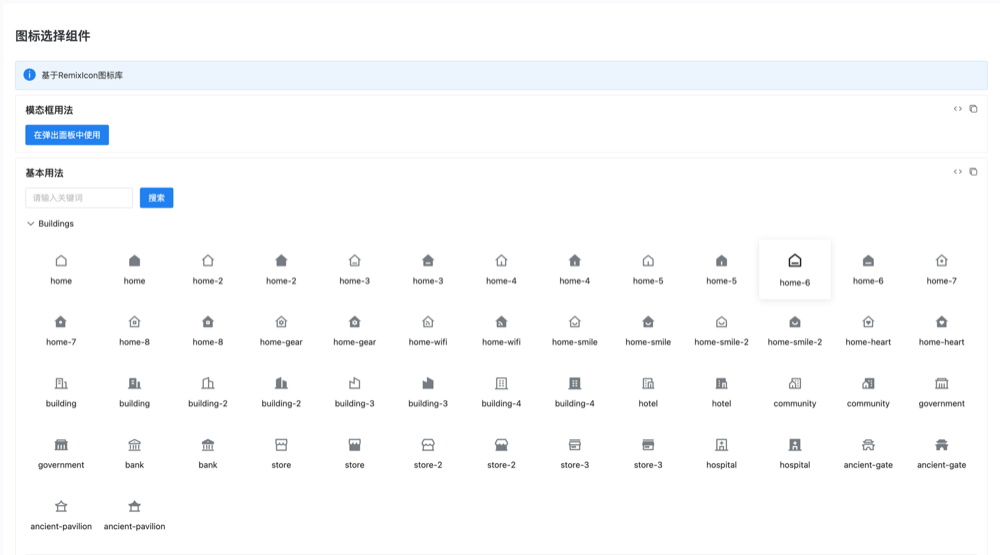 图标选择组件
基于RemixIcon图标库
模态框用法
在弹出面板中使用
基本用法
请输入关键词 搜索
Buildings
home home home-2 home-2 home-3 home-3 home-4 home-4 home-5 home-5 home-6 home-6 home-7
home-7 home-8 home-8 home-gear home-gear home-wifi home-wifi home-smile home-smile home-smile-2 home-smile-2 home-heart home-heart
building building building-2 building-2 building-3 building-3 building-4 building-4 hotel hotel community community government
government bank bank store store store-2 store-2 store-3 store-3 hospital hospital ancient-gate ancient-gate
ancient-pavilion ancient-pavilion